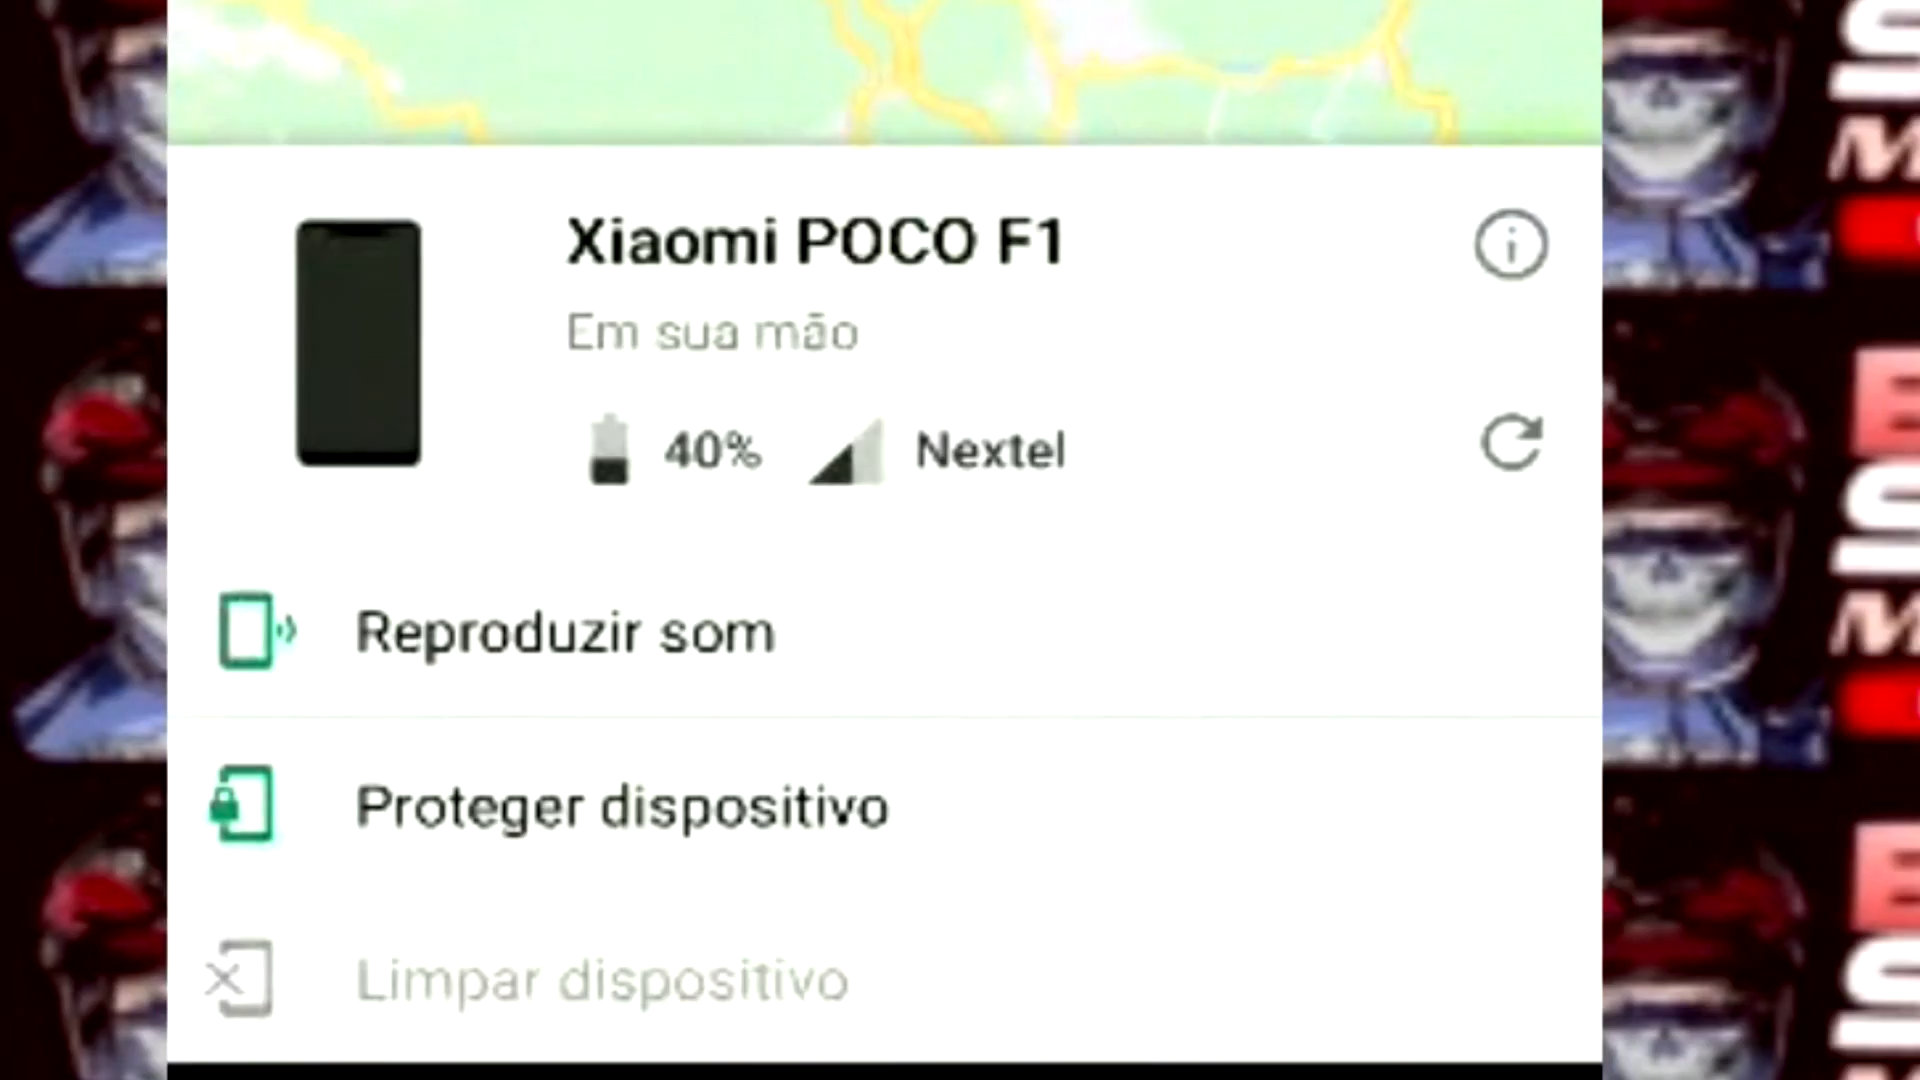 Xiaomi POCO F1
Em sua mão
40% Nextel
Reproduzir som
Proteger dispositivo
Limpar dispositivo